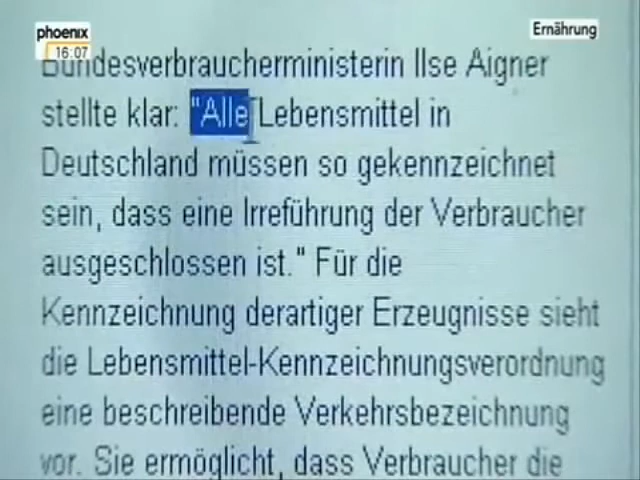 phoenix
16:07
Ernährung
Bundesverbraucherministerin Ilse Aigner
stellte klar: "Alle Lebensmittel in
Deutschland müssen so gekennzeichnet
sein, dass eine Irreführung der Verbraucher
ausgeschlossen ist." Für die
Kennzeichnung derartiger Erzeugnisse sieht
die Lebensmittel-Kennzeichnungsverordnung
eine beschreibende Verkehrsbezeichnung
vor. Sie ermöglicht, dass Verbraucher die